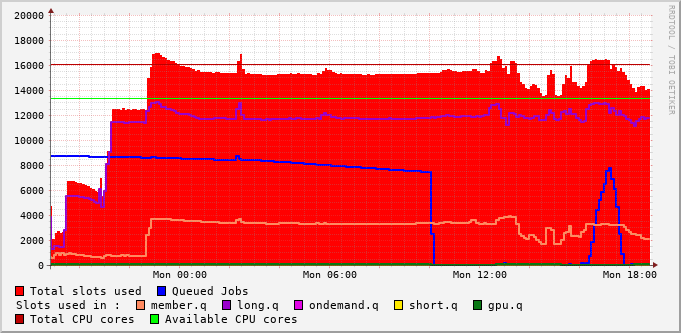 20000
18000
16000
14000
12000
10000
8000
6000
4000
2000
0
Mon 00:00 Mon 06:00 Mon 12:00 Mon 18:00
RRDTOOL / TOBI OETIKER
Total slots used Queued Jobs
Slots used in : member.q long.q ondemand.q short.q gpu.q
Total CPU cores Available CPU cores